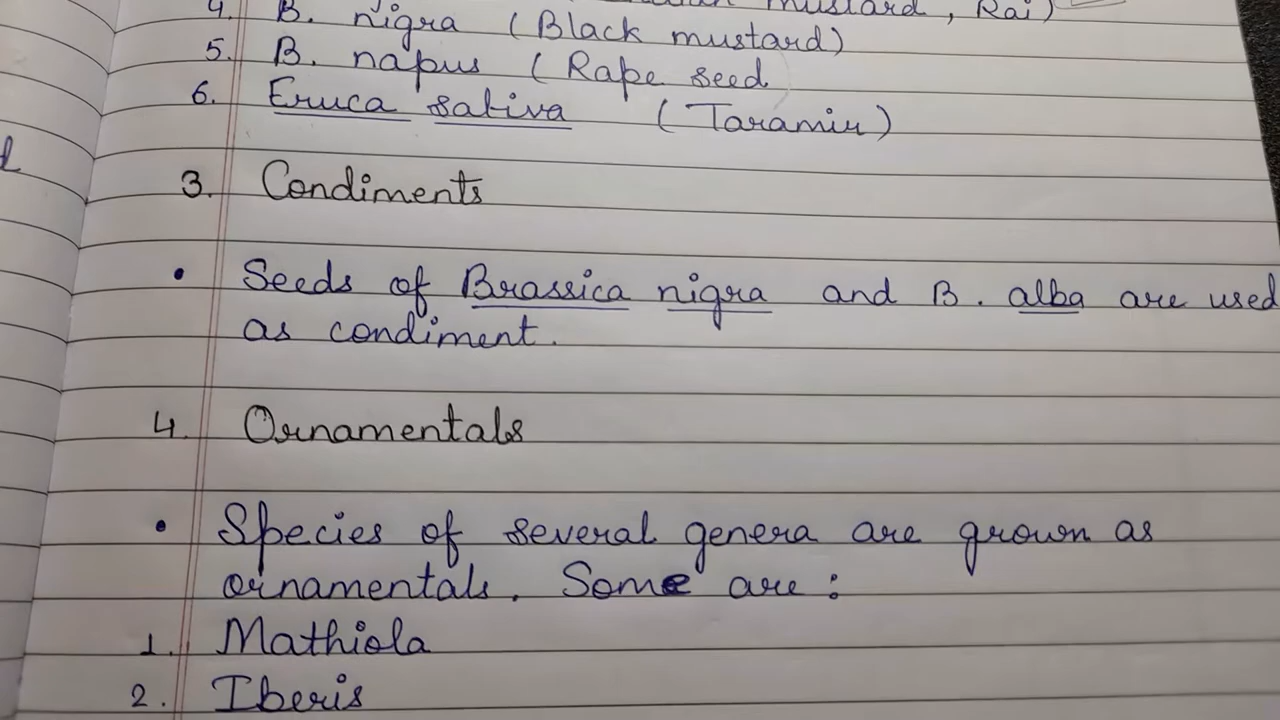 mustard, Rai)
4. B. nigra (Black mustard)
5. B. napus (Rape seed
6. Eruca sativa (Taramir)
3. Condiments
• Seeds of Brassica nigra and B. alba are used
as condiment.
4. Ornamentals
• Species of several genera are grown as
ornamentals. Some are:
1. Mathiola
2. Iberis